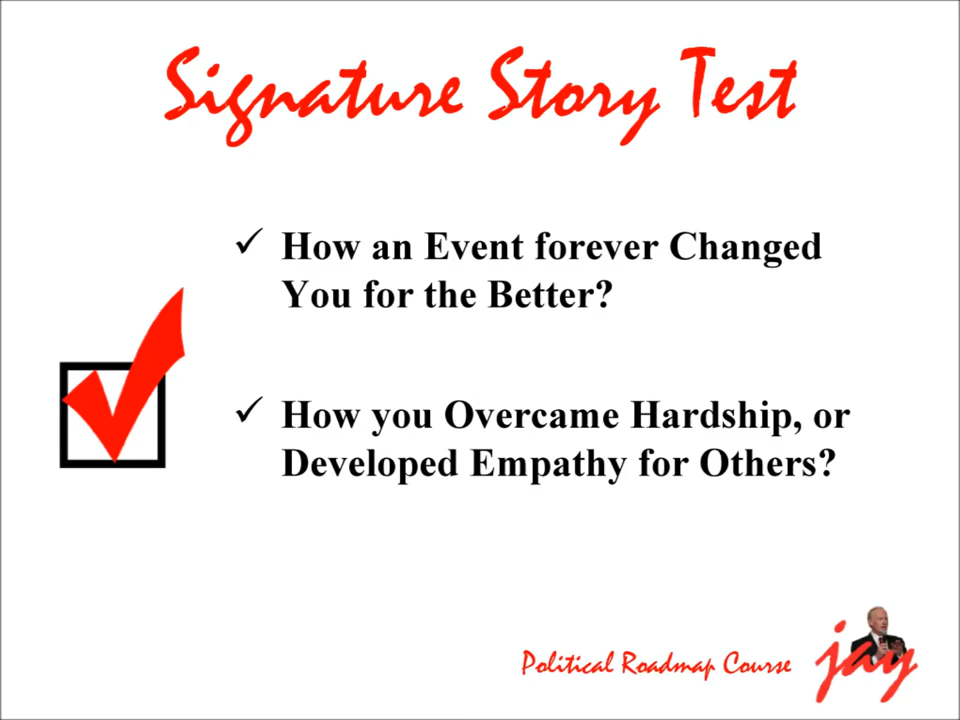 Signature Story Test
How an Event forever Changed
You for the Better?
How you Overcame Hardship, or
Developed Empathy for Others?
Political Roadmap Course
jay